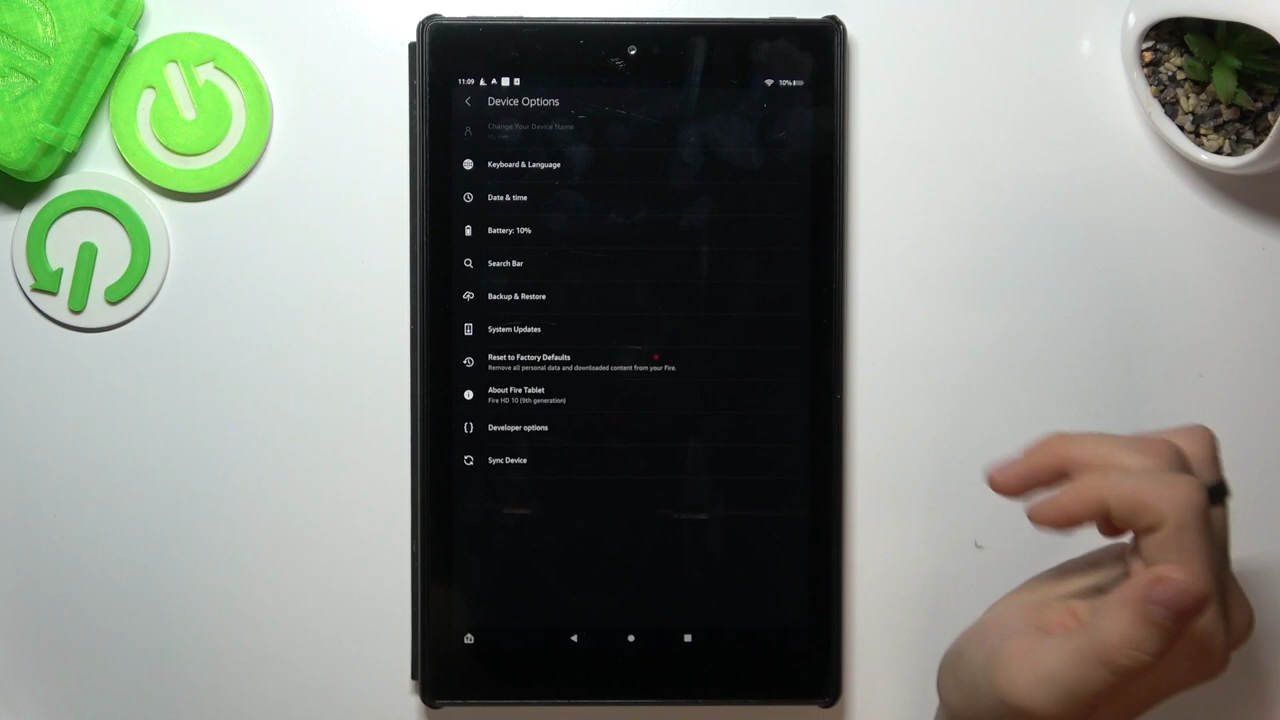 11:09
10%
Device Options
Change Your Device Name
Keyboard & Language
Date & time
Battery: 10%
Search Bar
Backup & Restore
System Updates
Reset to Factory Defaults
Remove all personal data and downloaded content from your Fire.
About Fire Tablet
Fire HD 10 (9th generation)
Developer options
Sync Device